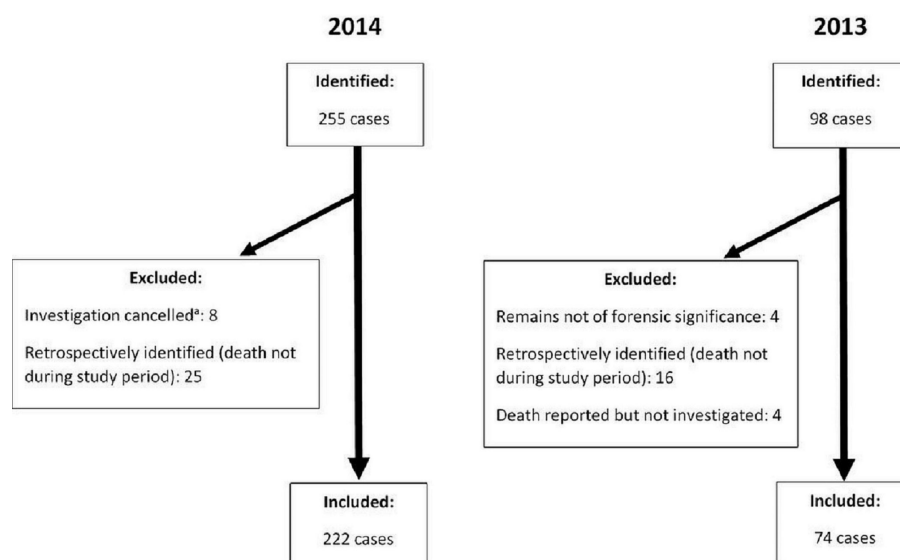 2014
Identified:
255 cases
Excluded:
Investigation cancelledª: 8
Retrospectively identified (death not
during study period): 25
Included:
222 cases
2013
Identified:
98 cases
Excluded:
Remains not of forensic significance: 4
Retrospectively identified (death not
during study period): 16
Death reported but not investigated: 4
Included:
74 cases